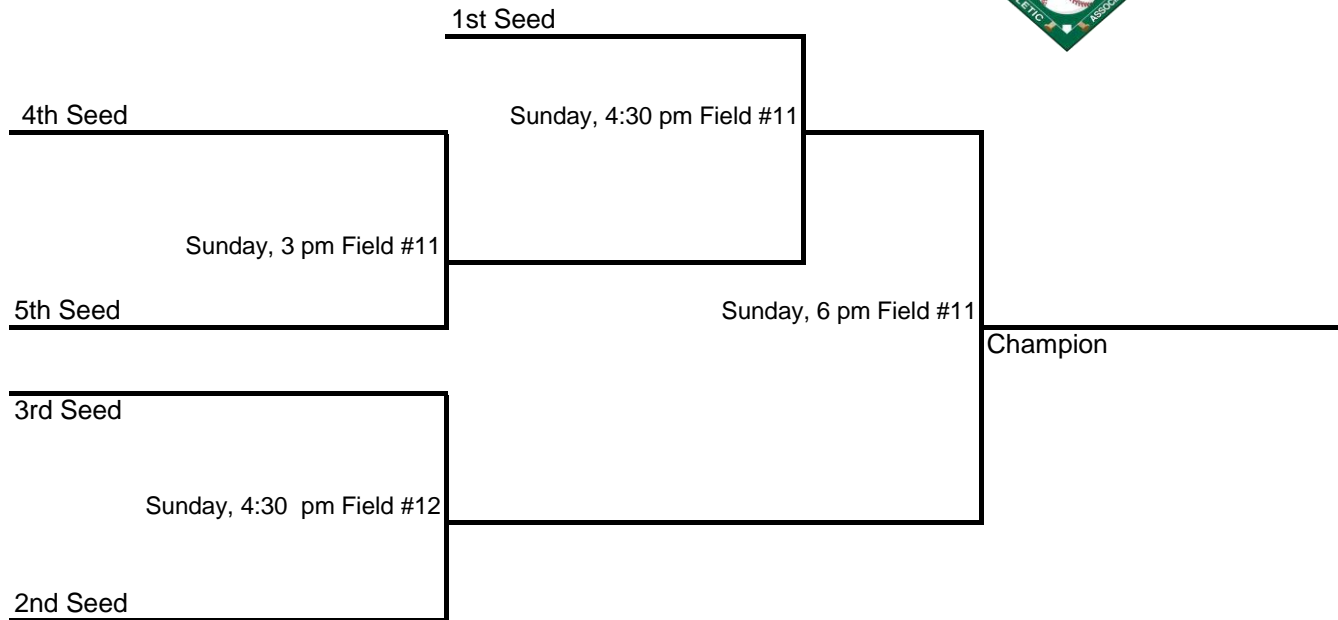 1st Seed
4th Seed
Sunday, 4:30 pm Field #11
Sunday, 3 pm Field #11
5th Seed
Sunday, 6 pm Field #11
Champion
3rd Seed
Sunday, 4:30  pm Field #12
2nd Seed